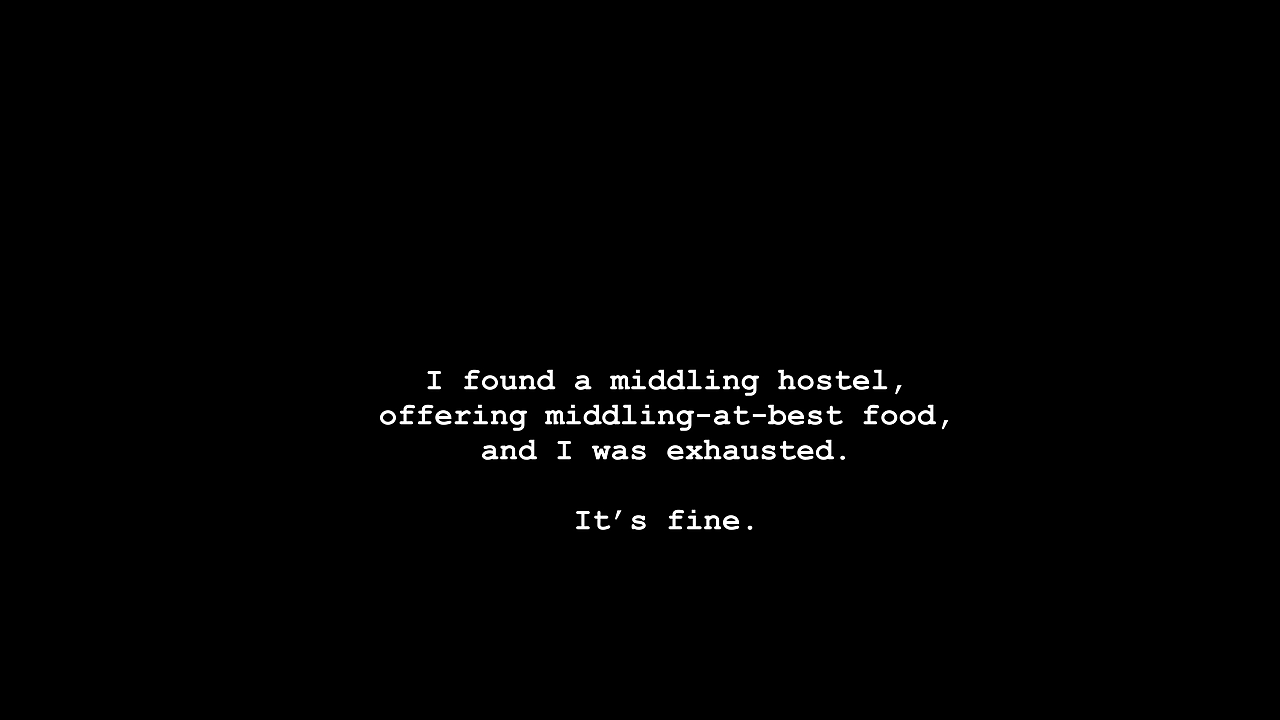 I found a middling hostel,
offering middling-at-best food,
and I was exhausted.
It’s fine.